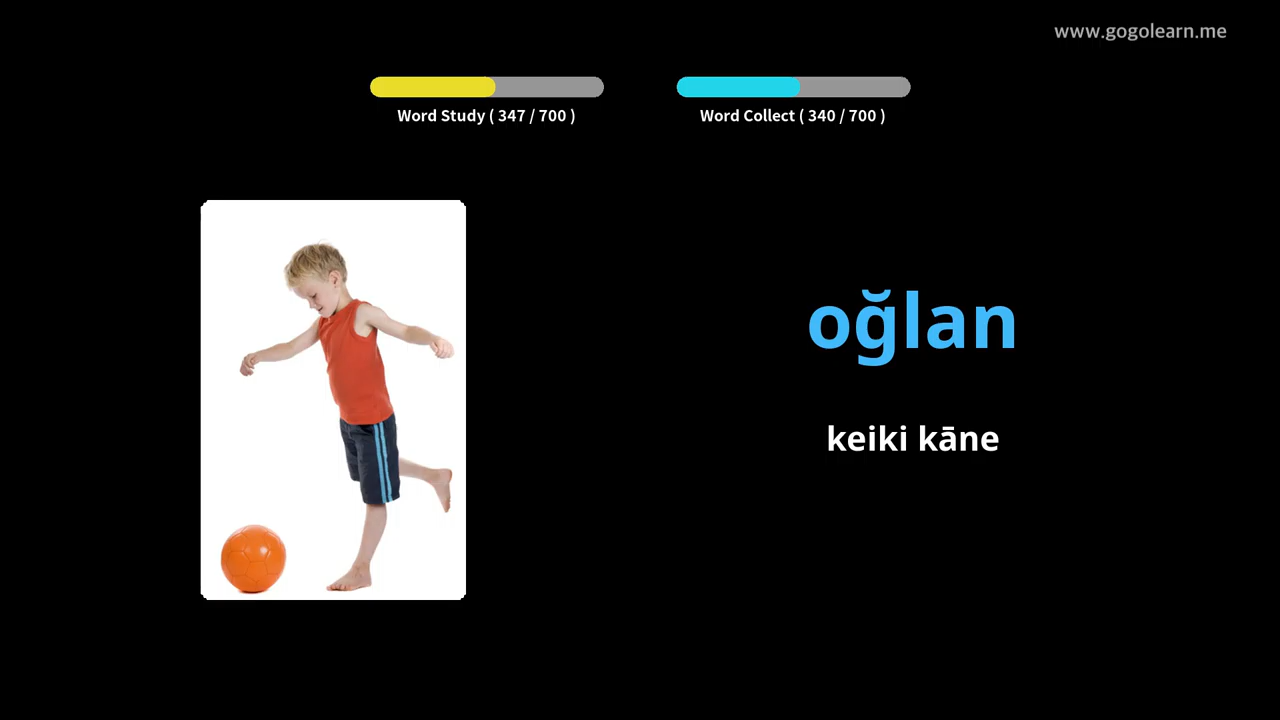 www.gogolearn.me
Word Study ( 347 / 700 )
Word Collect ( 340 / 700 )
oğlan
keiki kāne